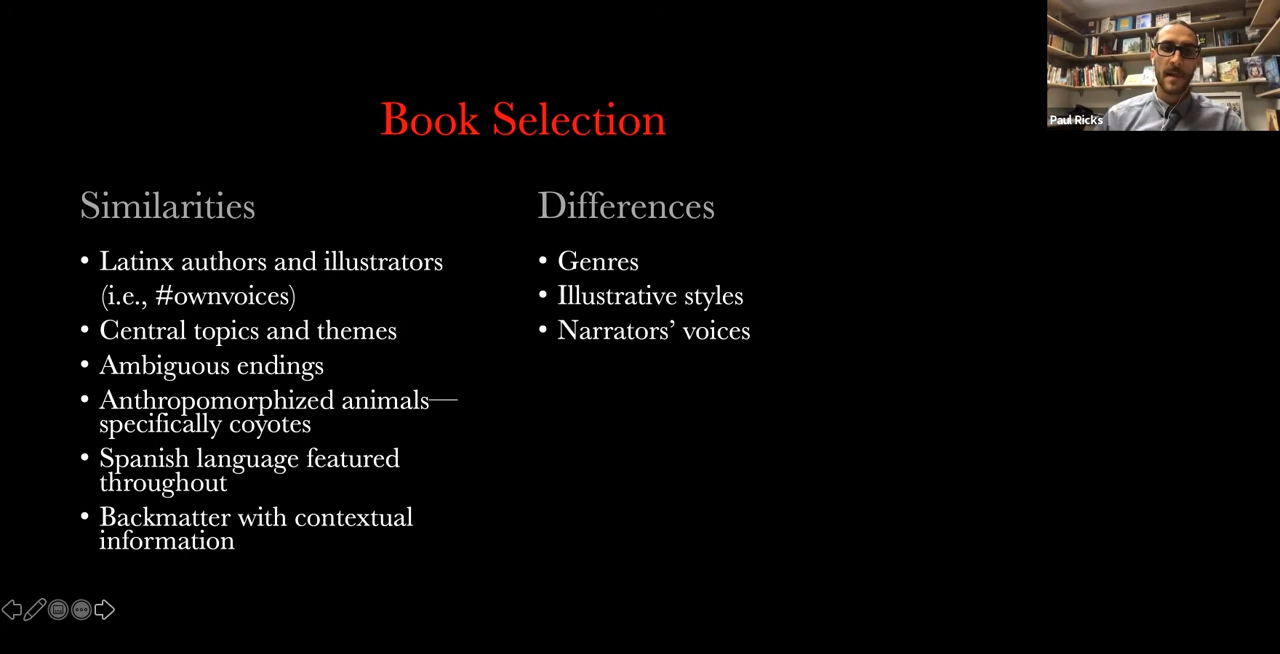 Paul Ricks
Book Selection
Similarities
• Latinx authors and illustrators
(i.e., #ownvoices)
• Central topics and themes
• Ambiguous endings
• Anthropomorphized animals—
specifically coyotes
• Spanish language featured
throughout
• Backmatter with contextual
information
Differences
• Genres
• Illustrative styles
• Narrators’ voices